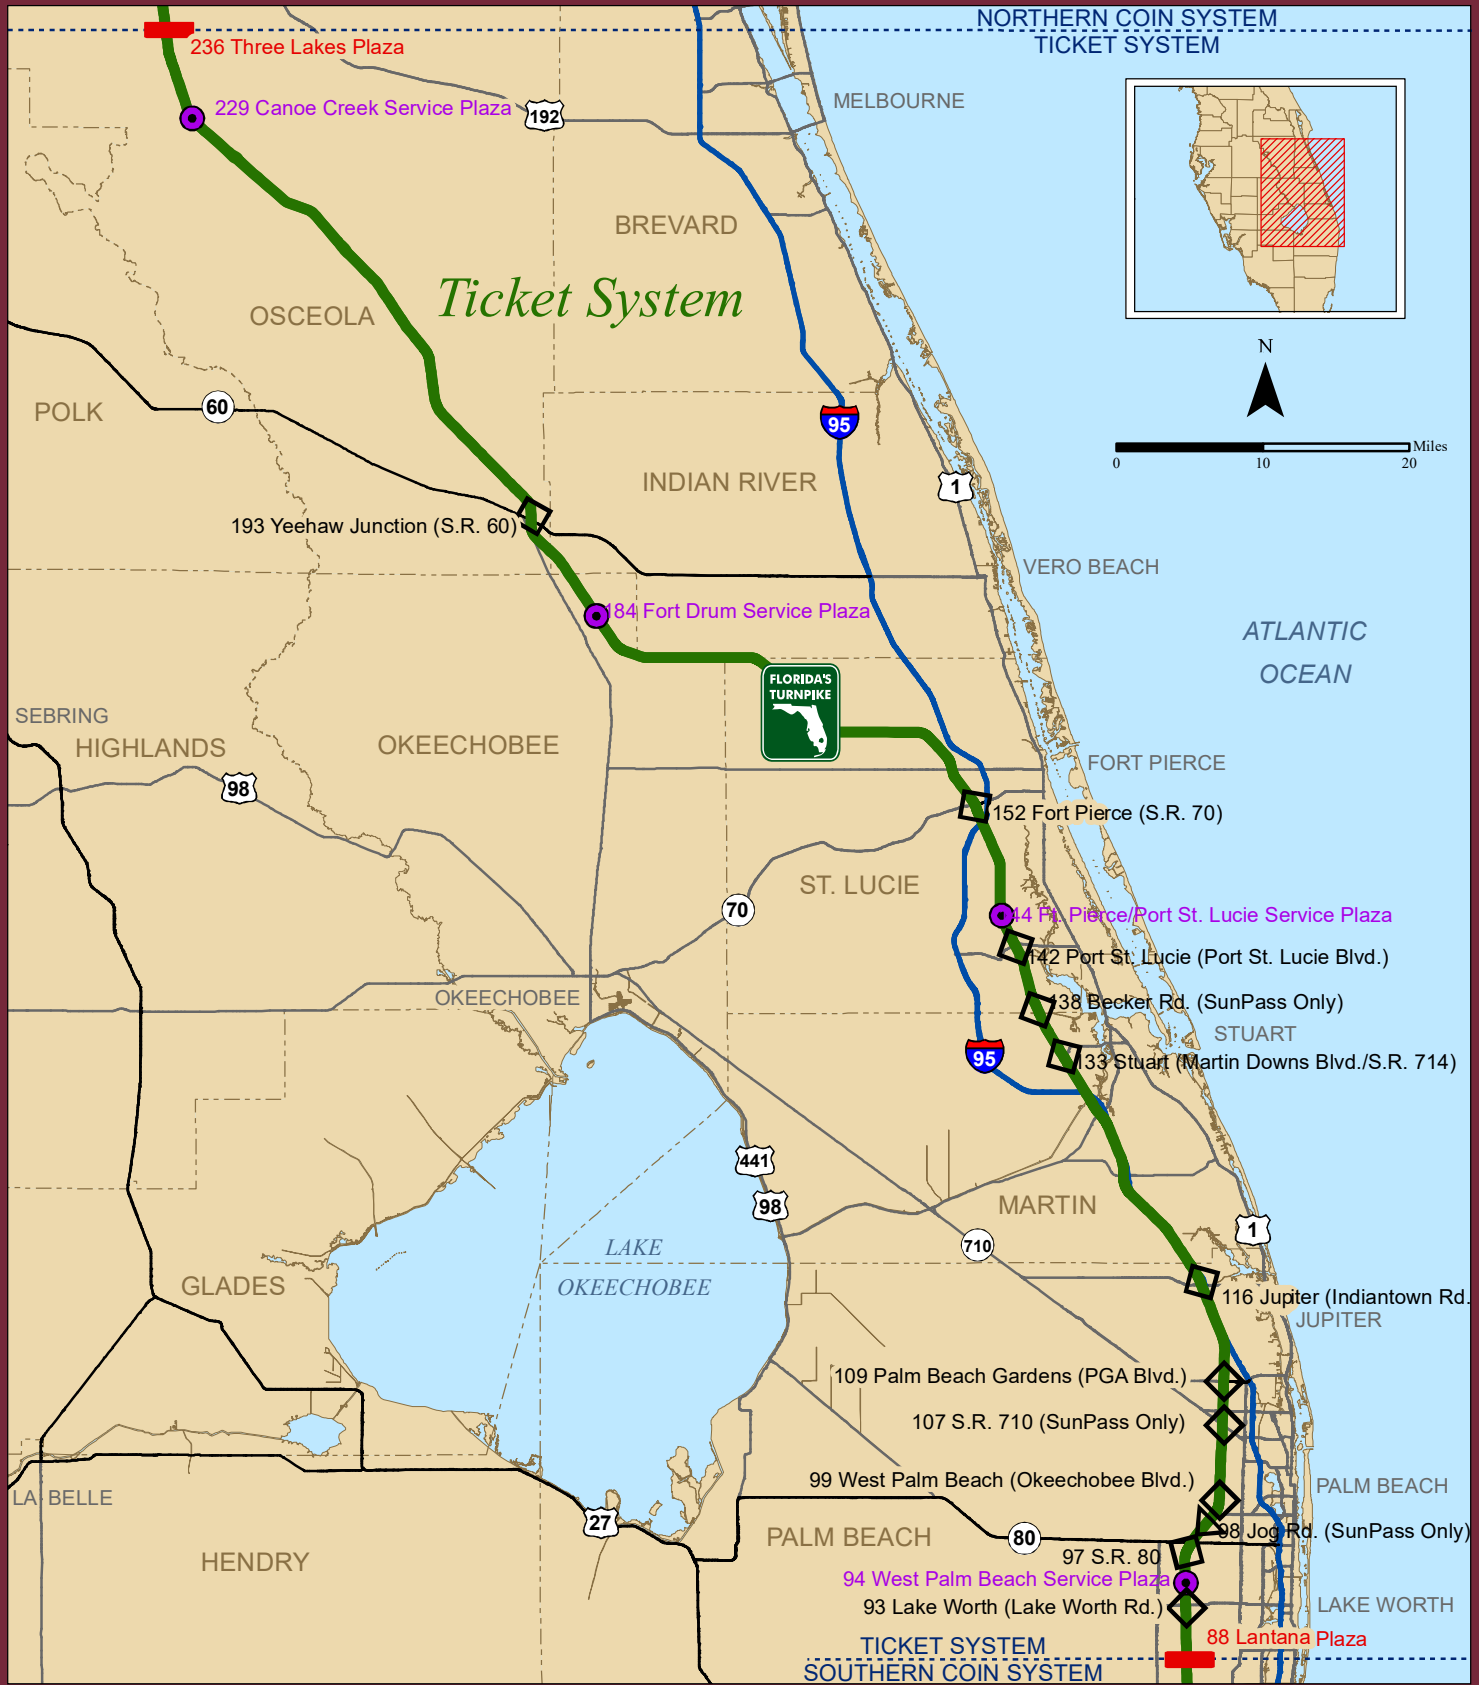 NORTHERN COIN SYSTEM
TICKET SYSTEM
236 Three Lakes Plaza
229 Canoe Creek Service Plaza
192
MELBOURNE
BREVARD
Ticket System
OSCEOLA
N
POLK
60
95
Miles
0 10 20
INDIAN RIVER
1
193 Yeehaw Junction (S.R. 60)
VERO BEACH
184 Fort Drum Service Plaza
ATLANTIC
OCEAN
FLORIDA'S
TURNPIKE
SEBRING
HIGHLANDS
OKEECHOBEE
98
FORT PIERCE
152 Fort Pierce (S.R. 70)
ST. LUCIE
70
44 Ft. Pierce/Port St. Lucie Service Plaza
142 Port St. Lucie (Port St. Lucie Blvd.)
OKEECHOBEE
138 Becker Rd. (SunPass Only)
STUART
95
133 Stuart (Martin Downs Blvd./S.R. 714)
441
98
MARTIN
1
710
LAKE
OKEECHOBEE
GLADES
116 Jupiter (Indiantown Rd.
JUPITER
109 Palm Beach Gardens (PGA Blvd.)
107 S.R. 710 (SunPass Only)
99 West Palm Beach (Okeechobee Blvd.)
PALM BEACH
LA BELLE
27
PALM BEACH
80
98 Jog Rd. (SunPass Only)
97 S.R. 80
HENDRY
94 West Palm Beach Service Plaza
93 Lake Worth (Lake Worth Rd.)
LAKE WORTH
88 Lantana Plaza
TICKET SYSTEM
SOUTHERN COIN SYSTEM